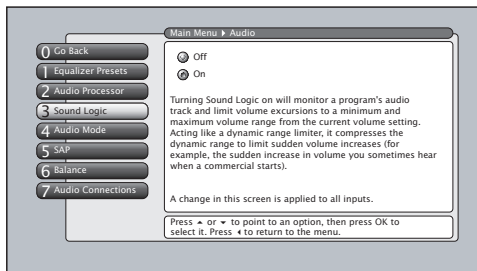 Main Menu ▸ Audio
0 Go Back
1 Equalizer Presets
2 Audio Processor
3 Sound Logic
4 Audio Mode
5 SAP
6 Balance
7 Audio Connections
Off
On
Turning Sound Logic on will monitor a program's audio
track and limit volume excursions to a minimum and
maximum volume range from the current volume setting.
Acting like a dynamic range limiter, it compresses the
dynamic range to limit sudden volume increases (for
example, the sudden increase in volume you sometimes hear
when a commercial starts).
A change in this screen is applied to all inputs.
Press ▴ or ▾ to point to an option, then press OK to
select it. Press ◂ to return to the menu.